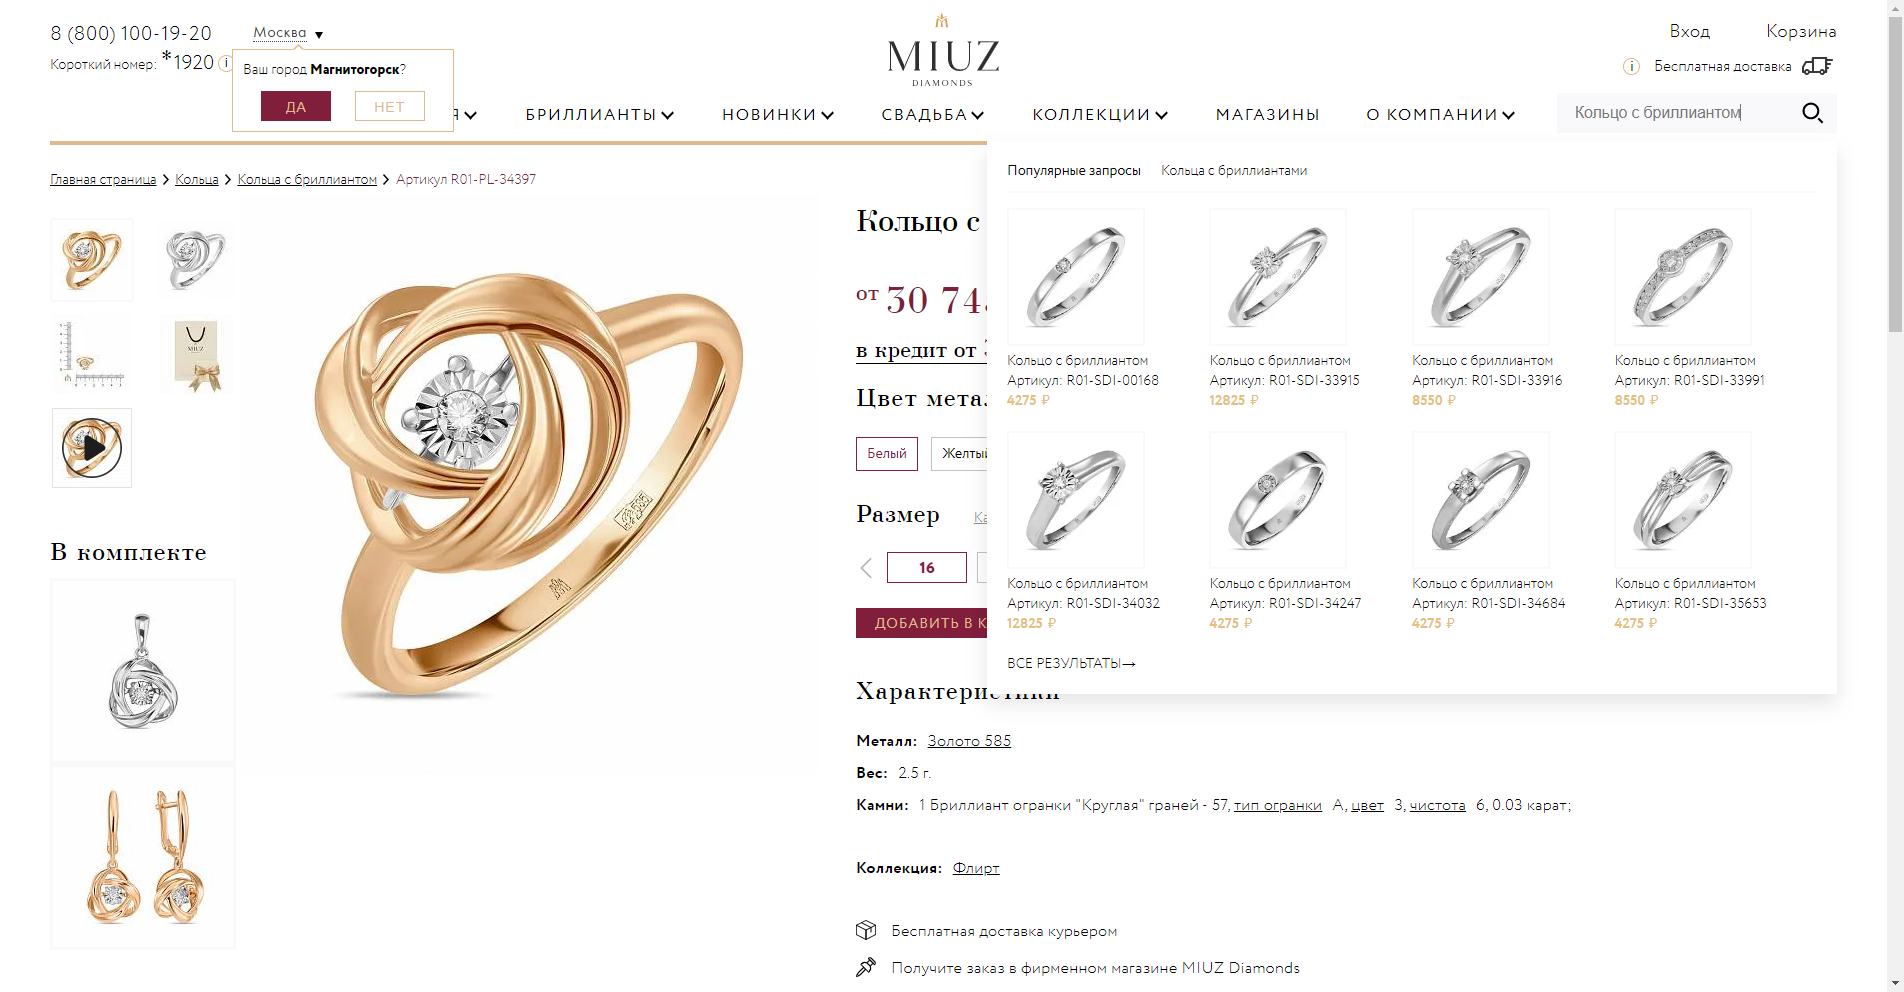 8 (800) 100-19-20
Москва ▼
Короткий номер: *1920
Ваш город Магнитогорск?
ДА
НЕТ
MIUZ
DIAMONDS
Вход
Корзина
Бесплатная доставка
БРИЛЛИАНТЫ
НОВИНКИ
СВАДЬБА
КОЛЛЕКЦИИ
МАГАЗИНЫ
О КОМПАНИИ
Кольцо с бриллиантом
Главная страница > Кольца > Кольца с бриллиантом > Артикул R01-PL-34397
Популярные запросы
Кольца с бриллиантами
Кольцо с
от 30 74
в кредит от
Цвет метал
Белый
Желтый
Размер
Ка
16
ДОБАВИТЬ В К
Кольцо с бриллиантом
Артикул: R01-SDI-00168
4275 ₽
Кольцо с бриллиантом
Артикул: R01-SDI-33915
12825 ₽
Кольцо с бриллиантом
Артикул: R01-SDI-33916
8550 ₽
Кольцо с бриллиантом
Артикул: R01-SDI-33991
8550 ₽
Кольцо с бриллиантом
Артикул: R01-SDI-34032
12825 ₽
Кольцо с бриллиантом
Артикул: R01-SDI-34247
4275 ₽
Кольцо с бриллиантом
Артикул: R01-SDI-34684
4275 ₽
Кольцо с бриллиантом
Артикул: R01-SDI-35653
4275 ₽
ВСЕ РЕЗУЛЬТАТЫ→
MIUZ
585
В комплекте
Характеристики
Металл: Золото 585
Вес: 2.5 г.
Камни: 1 Бриллиант огранки "Круглая" граней - 57, тип огранки А, цвет 3, чистота 6, 0.03 карат;
Коллекция: Флирт
Бесплатная доставка курьером
Получите заказ в фирменном магазине MIUZ Diamonds